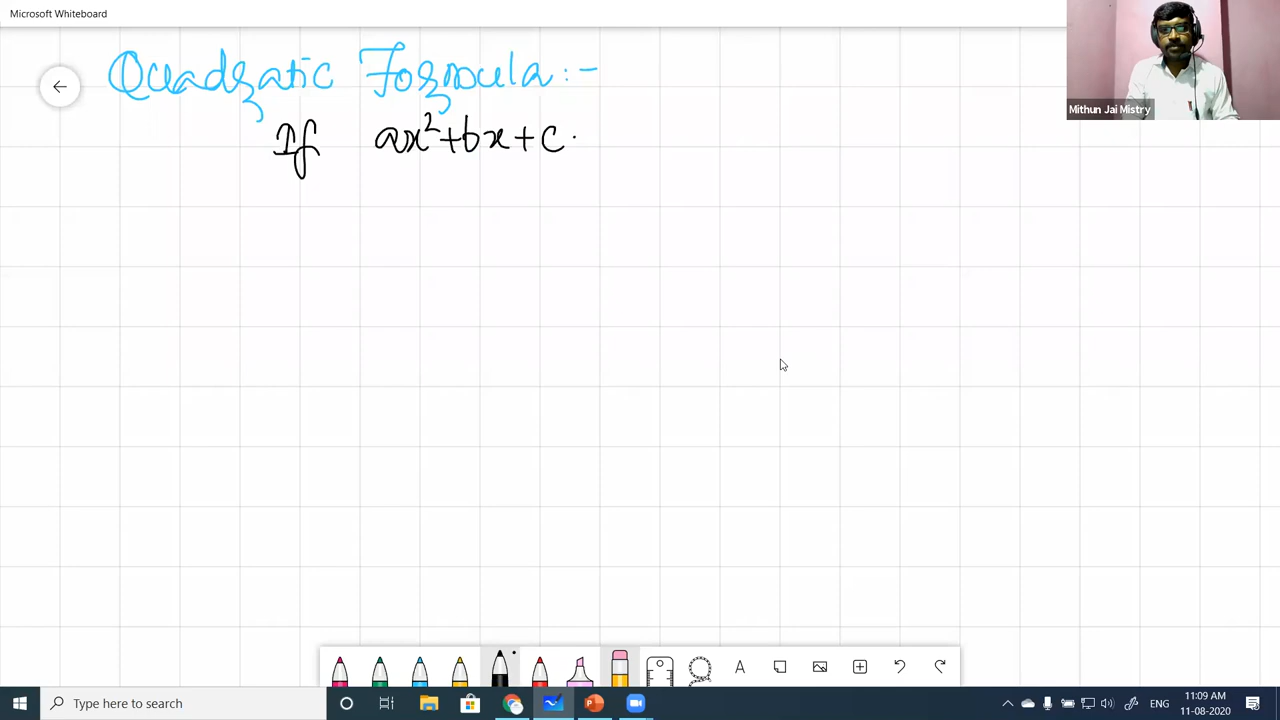 Microsoft Whiteboard
Quadratic Formula :-
If ax²+bx+c.
Mithun Jai Mistry
A
Type here to search
ENG
11:09 AM
11-08-2020